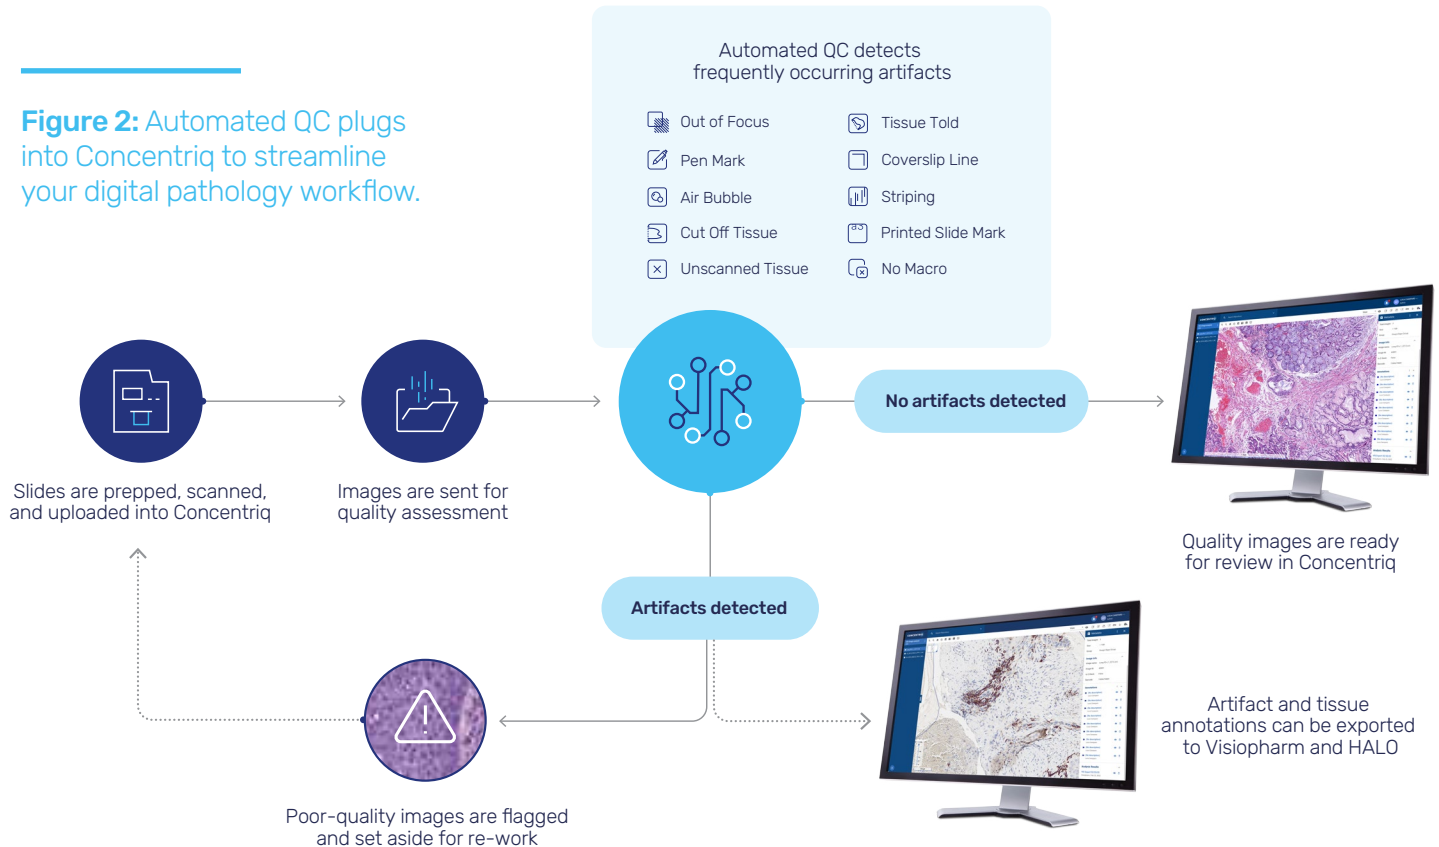 Figure 2: Automated QC plugs
into Concentriq to streamline
your digital pathology workflow.
Automated QC detects
frequently occurring artifacts
Out of Focus
Pen Mark
Air Bubble
Cut Off Tissue
Unscanned Tissue
Tissue Told
Coverslip Line
Striping
Printed Slide Mark
No Macro
Slides are prepped, scanned,
and uploaded into Concentriq
Images are sent for
quality assessment
No artifacts detected
Quality images are ready
for review in Concentriq
Artifacts detected
Artifact and tissue
annotations can be exported
to Visiopharm and HALO
Poor-quality images are flagged
and set aside for re-work